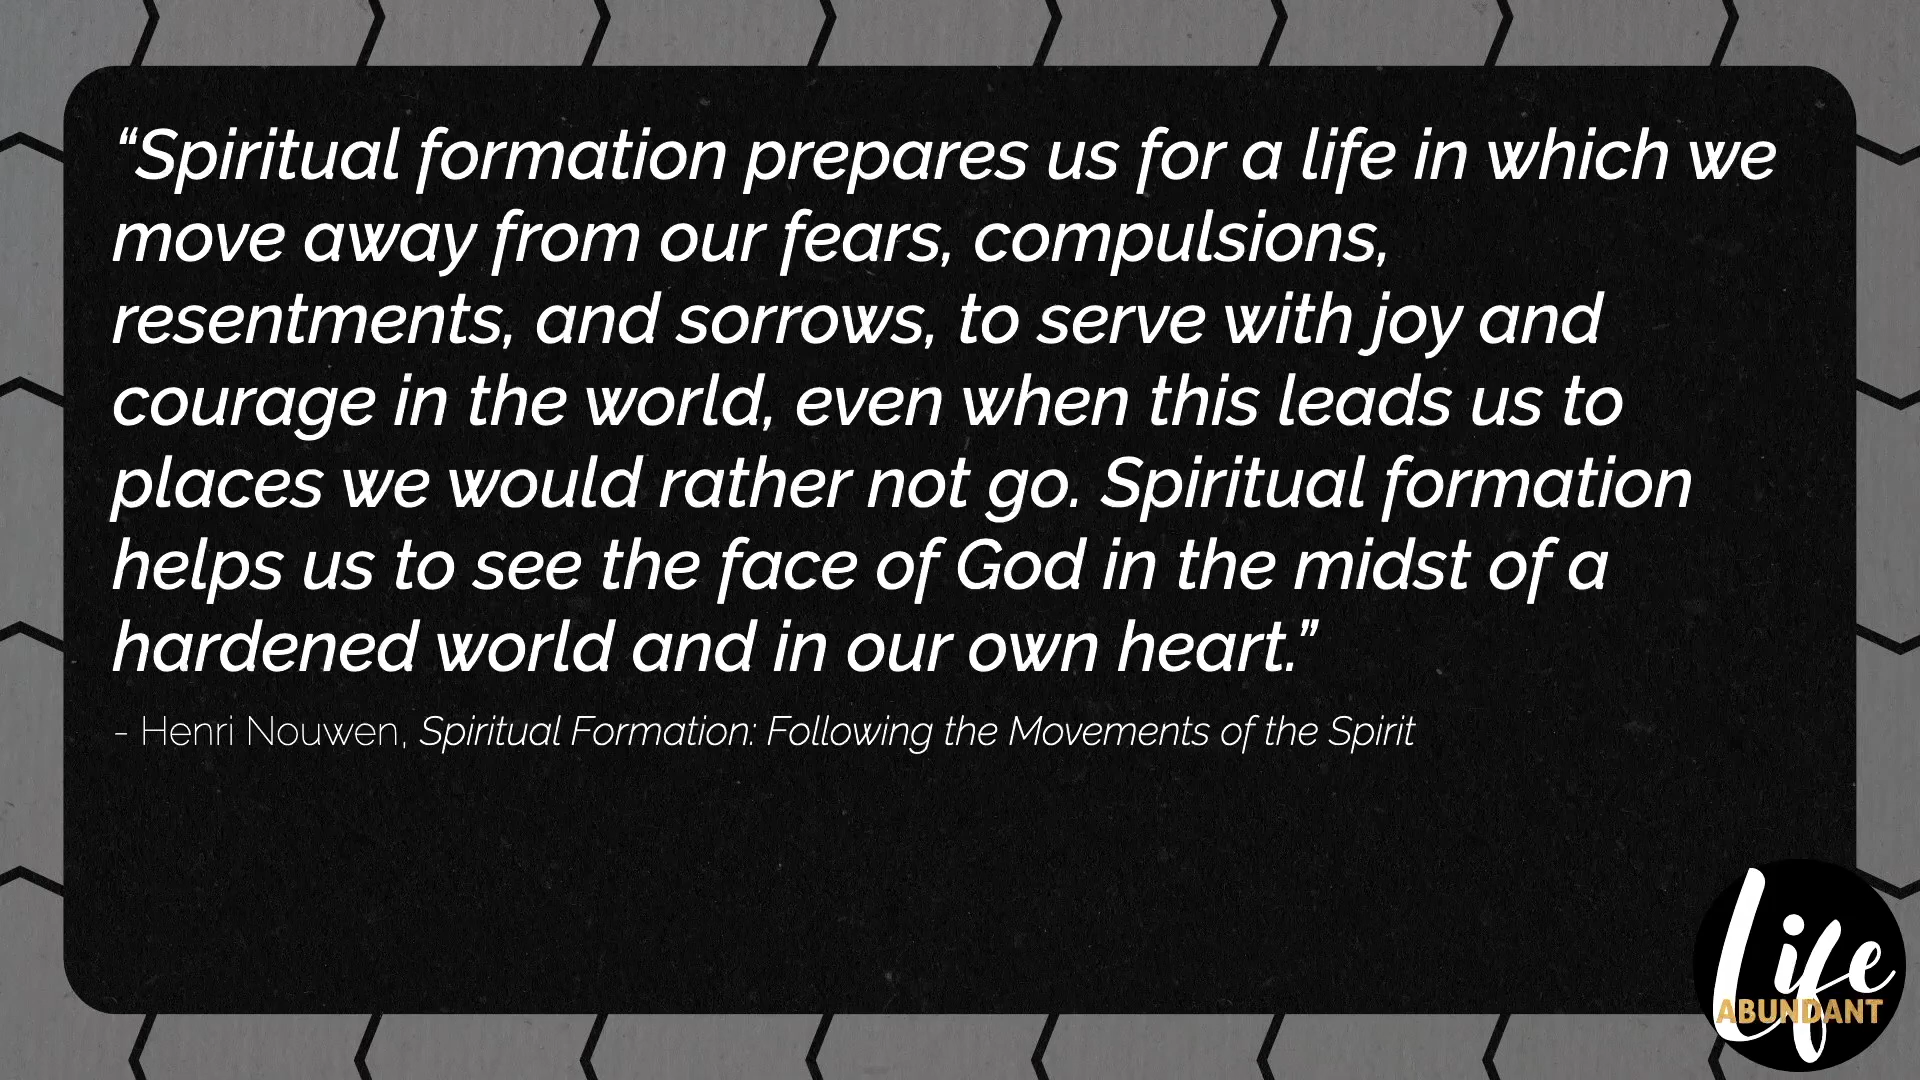 “Spiritual formation prepares us for a life in which we
move away from our fears, compulsions,
resentments, and sorrows, to serve with joy and
courage in the world, even when this leads us to
places we would rather not go. Spiritual formation
helps us to see the face of God in the midst of a
hardened world and in our own heart.”
- Henri Nouwen, Spiritual Formation: Following the Movements of the Spirit
Life
ABUNDANT